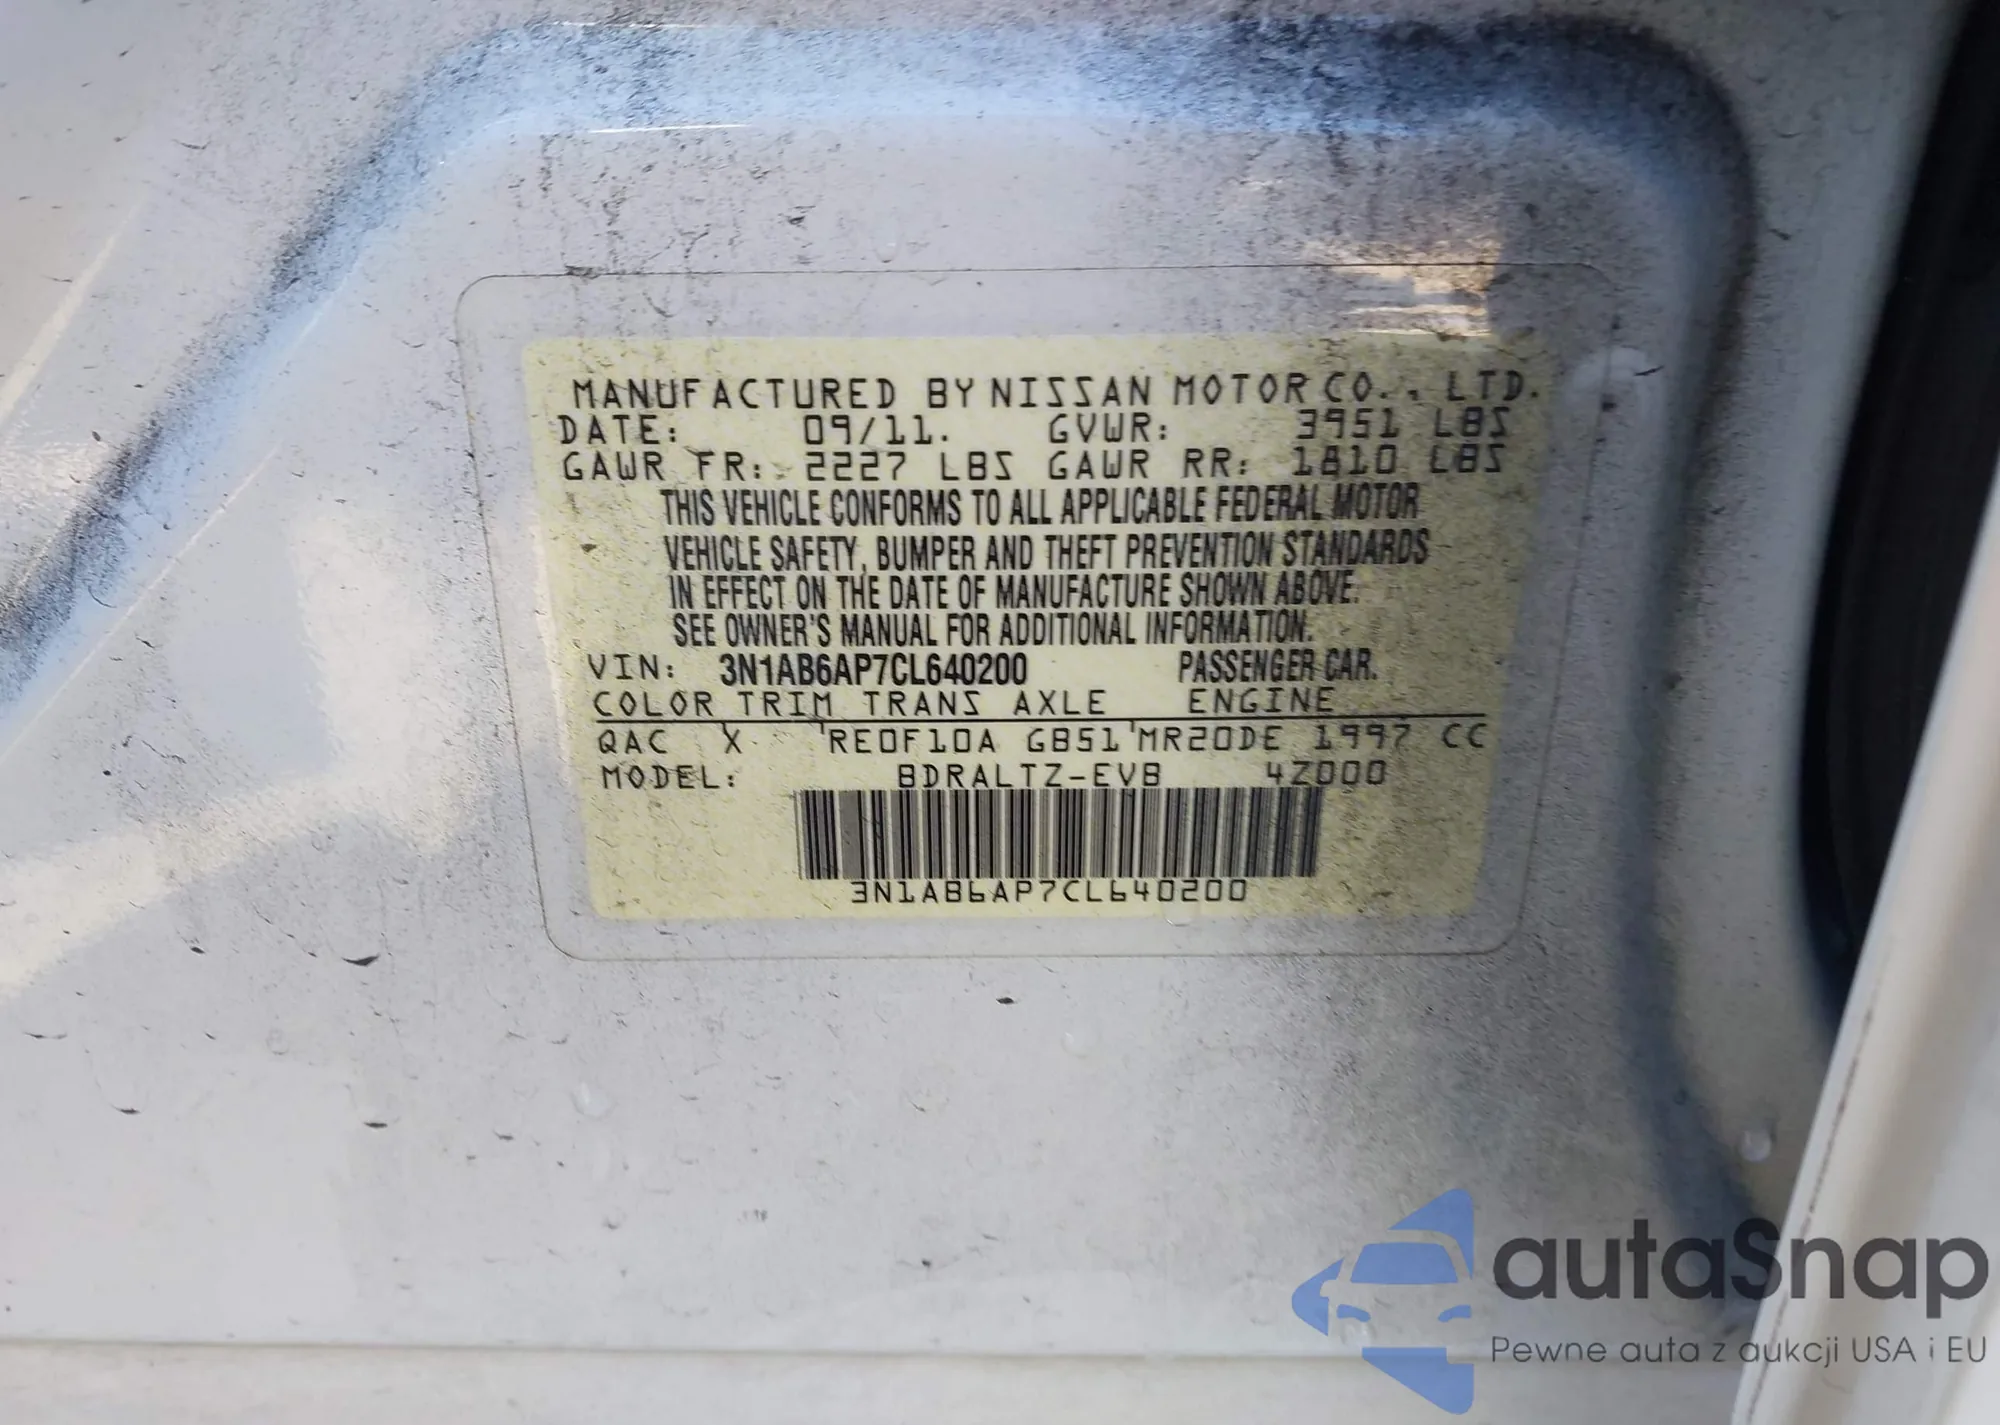 MANUFACTURED BY NISSAN MOTOR CO., LTD.
DATE: 09/11. GVWR: 3951 LBS
GAWR FR: 2227 LBS GAWR RR: 1810 LBS
THIS VEHICLE CONFORMS TO ALL APPLICABLE FEDERAL MOTOR
VEHICLE SAFETY, BUMPER AND THEFT PREVENTION STANDARDS
IN EFFECT ON THE DATE OF MANUFACTURE SHOWN ABOVE.
SEE OWNER'S MANUAL FOR ADDITIONAL INFORMATION.
VIN: 3N1AB6AP7CL640200 PASSENGER CAR.
COLOR TRIM TRANS AXLE ENGINE
QAC X RE0F10A GB51 MR20DE 1997 CC
MODEL: BDRALTZ-EVB 4Z000
3N1AB6AP7CL640200
autaSnap
Pewne auta z aukcji USA i EU